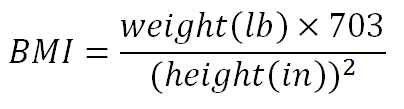 BMI = weight(lb) × 703
(height(in))²